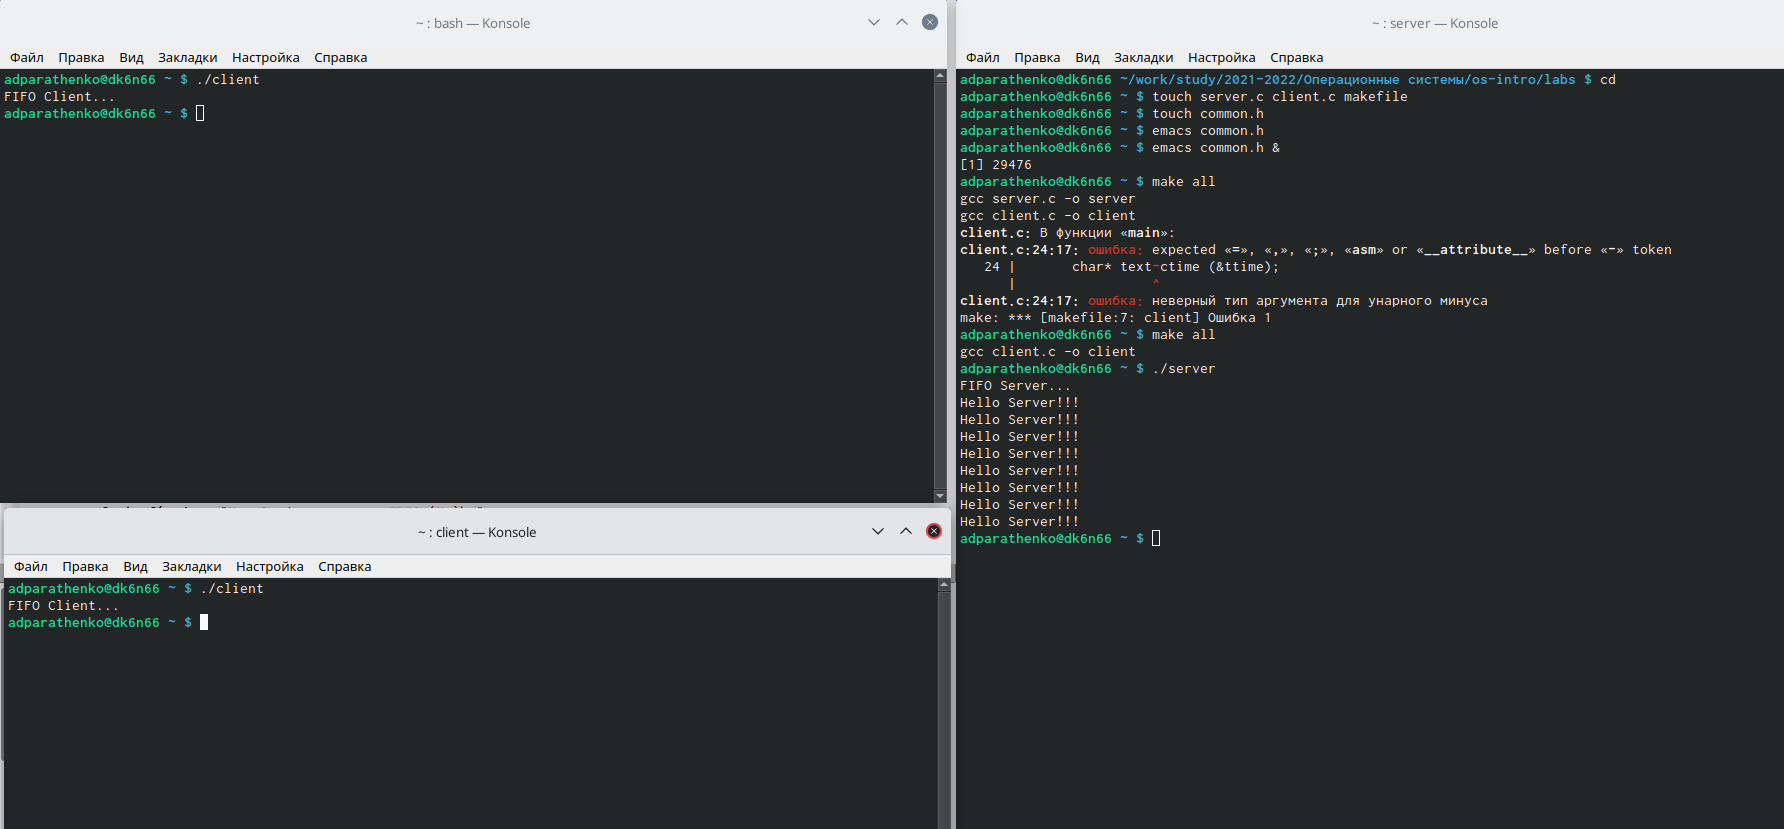 ~ : bash — Konsole
Файл Правка Вид Закладки Настройка Справка
adparathenko@dk6n66 ~ $ ./client
FIFO Client...
adparathenko@dk6n66 ~ $
~ : client — Konsole
Файл Правка Вид Закладки Настройка Справка
adparathenko@dk6n66 ~ $ ./client
FIFO Client...
adparathenko@dk6n66 ~ $
~ : server — Konsole
Файл Правка Вид Закладки Настройка Справка
adparathenko@dk6n66 ~/work/study/2021-2022/Операционные системы/os-intro/labs $ cd
adparathenko@dk6n66 ~ $ touch server.c client.c makefile
adparathenko@dk6n66 ~ $ touch common.h
adparathenko@dk6n66 ~ $ emacs common.h
adparathenko@dk6n66 ~ $ emacs common.h &
[1] 29476
adparathenko@dk6n66 ~ $ make all
gcc server.c -o server
gcc client.c -o client
client.c: В функции «main»:
client.c:24:17: ошибка: expected «=», «,», «;», «asm» or «__attribute__» before «-» token
24 | char* text-ctime (&ttime);
| ^
client.c:24:17: ошибка: неверный тип аргумента для унарного минуса
make: *** [makefile:7: client] Ошибка 1
adparathenko@dk6n66 ~ $ make all
gcc client.c -o client
adparathenko@dk6n66 ~ $ ./server
FIFO Server...
Hello Server!!!
Hello Server!!!
Hello Server!!!
Hello Server!!!
Hello Server!!!
Hello Server!!!
Hello Server!!!
Hello Server!!!
adparathenko@dk6n66 ~ $